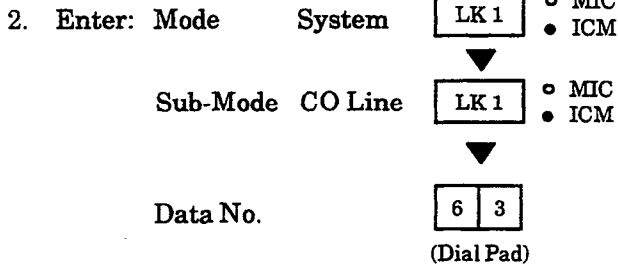 2. Enter: Mode System LK 1 ○ MIC
● ICM
▼
Sub-Mode CO Line LK 1 ○ MIC
● ICM
▼
Data No. 6 3
(Dial Pad)